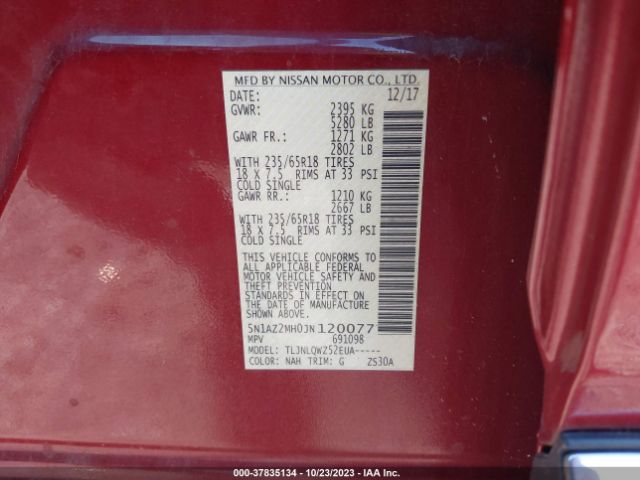 MFD BY NISSAN MOTOR CO., LTD.
DATE: 12/17
GVWR: 2395 KG
5280 LB
GAWR FR.: 1271 KG
2802 LB
WITH 235/65R18 TIRES
18 X 7.5 RIMS AT 33 PSI
COLD SINGLE
GAWR RR.: 1210 KG
2667 LB
WITH 235/65R18 TIRES
18 X 7.5 RIMS AT 33 PSI
COLD SINGLE
THIS VEHICLE CONFORMS TO
ALL APPLICABLE FEDERAL
MOTOR VEHICLE SAFETY AND
THEFT PREVENTION
STANDARDS IN EFFECT ON
THE DATE OF MANUFACTURE
SHOWN ABOVE.
5N1AZ2MH0JN120077
MPV 691098
MODEL: TLJNLQWZ52EUA-----
COLOR: NAH TRIM: G ZS30A
000-37835134 - 10/23/2023 - IAA Inc.